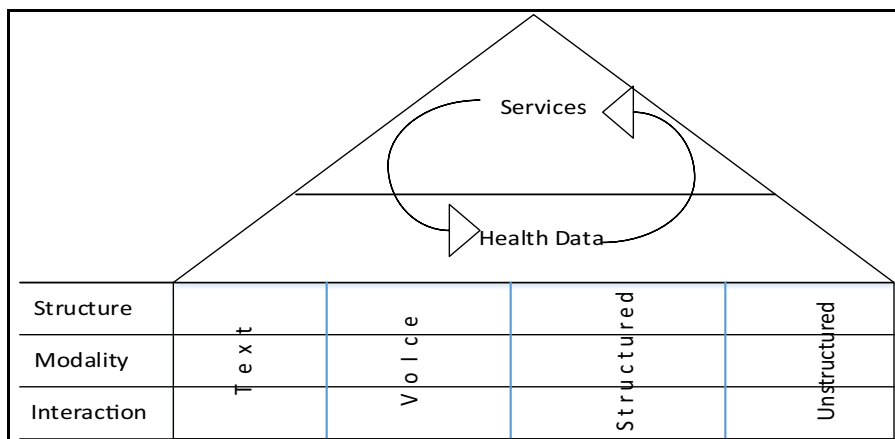 Services
Health Data
Structure
Modality
Interaction
Text
VoIce
Structured
Unstructured